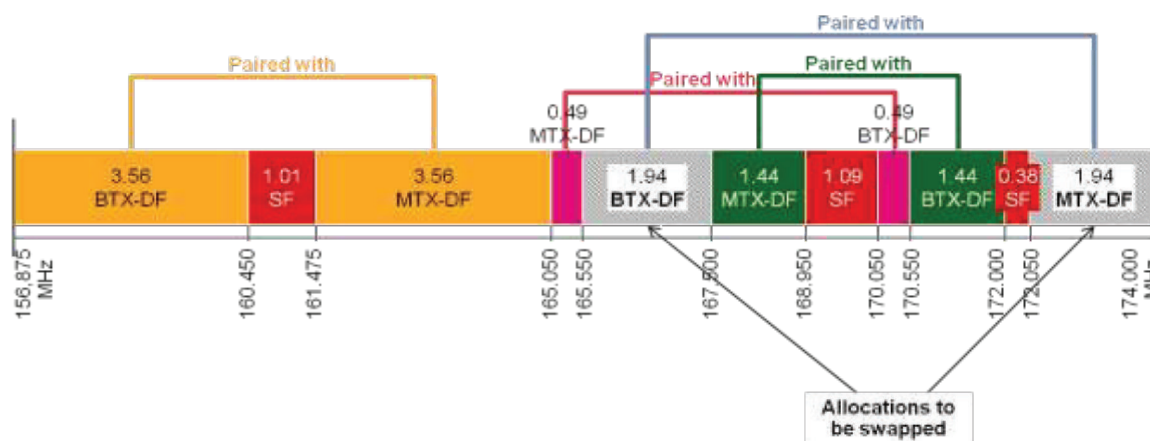 Paired with
Paired with
Paired with
Paired with
0.49
MTX-DF
0.49
BTX-DF
3.56
BTX-DF
1.01
SF
3.56
MTX-DF
1.94
BTX-DF
1.44
MTX-DF
1.09
SF
1.44
BTX-DF
0.38
SF
1.94
MTX-DF
156.875
MHz
160.450
161.475
165.050
165.550
167.500
168.950
170.050
170.550
172.000
172.050
174.000
MHz
Allocations to
be swapped